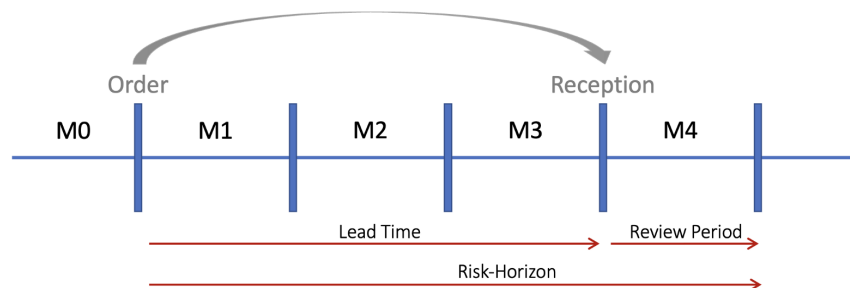 Order
Reception
M0
M1
M2
M3
M4
Lead Time
Review Period
Risk-Horizon